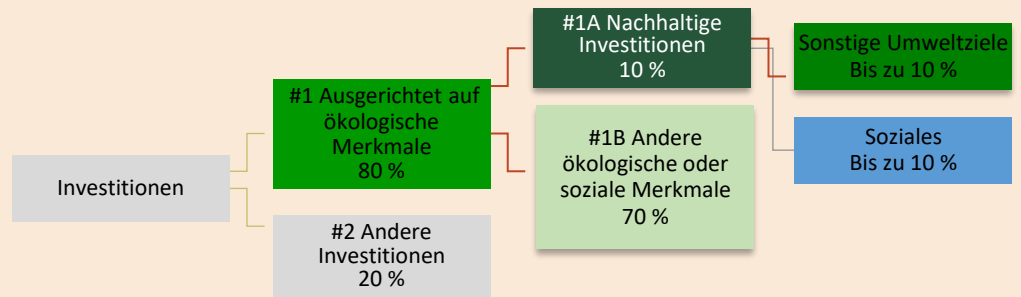 Investitionen
#1 Ausgerichtet auf
ökologische
Merkmale
80 %
#2 Andere
Investitionen
20 %
#1A Nachhaltige
Investitionen
10 %
#1B Andere
ökologische oder
soziale Merkmale
70 %
Sonstige Umweltziele
Bis zu 10 %
Soziales
Bis zu 10 %